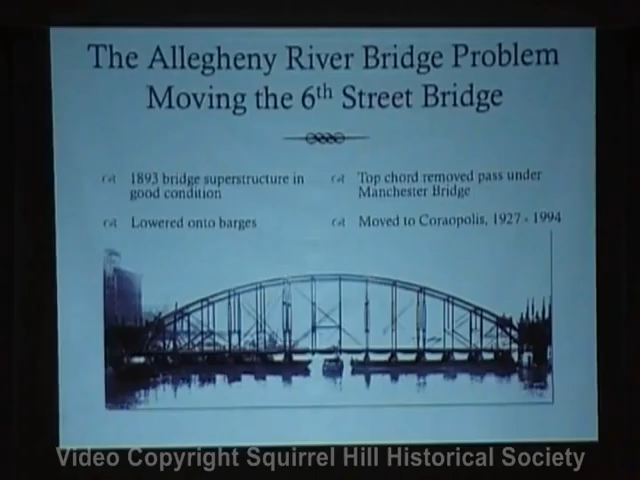 The Allegheny River Bridge Problem
Moving the 6th Street Bridge
1893 bridge superstructure in
good condition
Lowered onto barges
Top chord removed pass under
Manchester Bridge
Moved to Coraopolis, 1927 - 1994
Video Copyright Squirrel Hill Historical Society